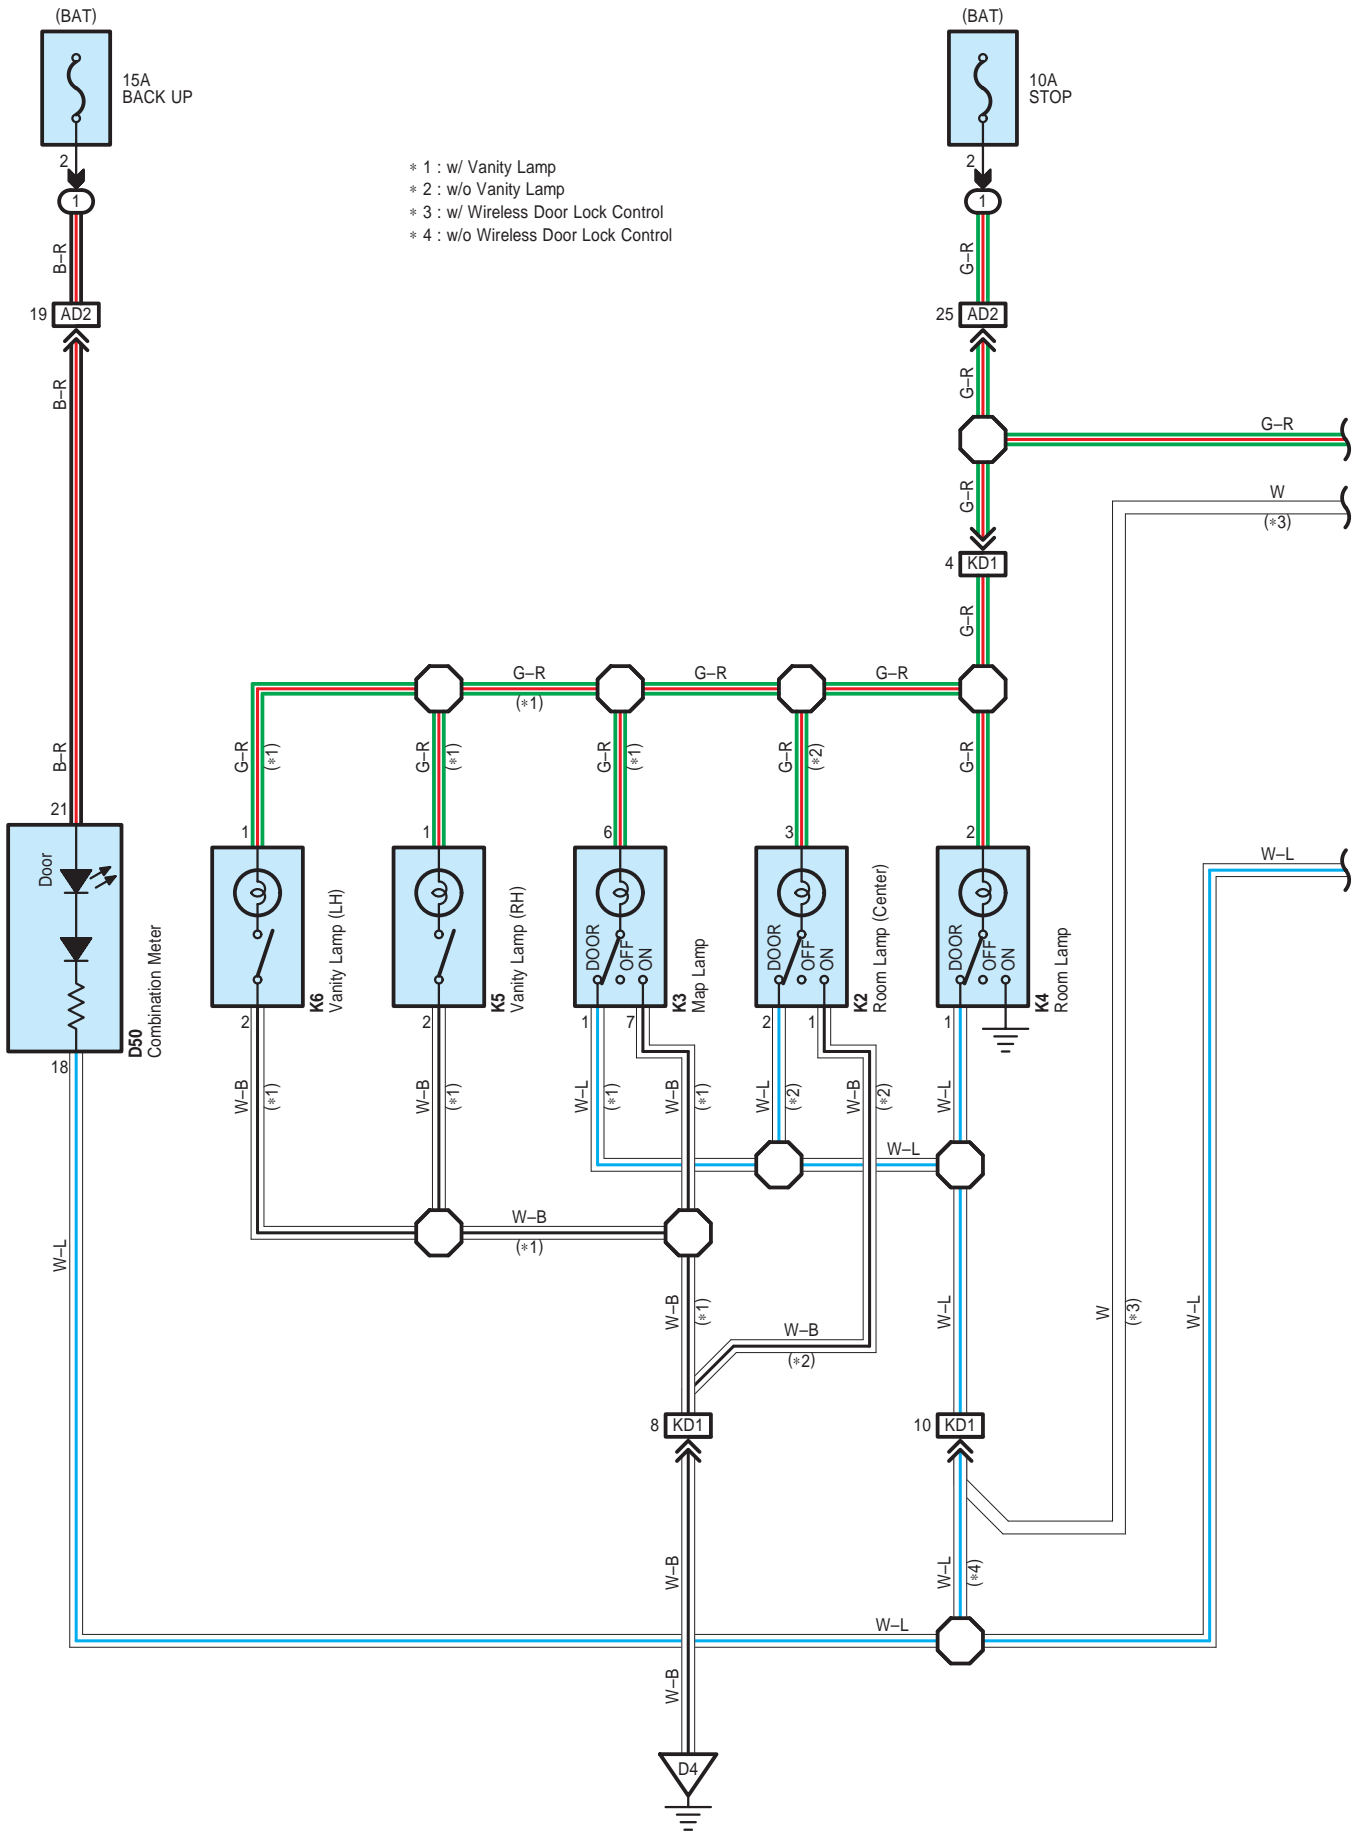 (BAT)
(BAT)
15A
BACK UP
10A
STOP
2
2
1
1
∗ 1 : w/ Vanity Lamp
∗ 2 : w/o Vanity Lamp
∗ 3 : w/ Wireless Door Lock Control
∗ 4 : w/o Wireless Door Lock Control
B–R
G–R
19 AD2
25 AD2
B–R
G–R
G–R
G–R
W
(∗3)
4 KD1
G–R
G–R
G–R
G–R
(∗1)
B–R
G–R
(∗1)
G–R
(∗1)
G–R
(∗1)
G–R
(∗2)
G–R
21
1
1
6
3
2
W–L
Door
D50
Combination Meter
K6
Vanity Lamp (LH)
K5
Vanity Lamp (RH)
DOOR
OFF
ON
K3
Map Lamp
DOOR
OFF
ON
K2
Room Lamp (Center)
DOOR
OFF
ON
K4
Room Lamp
18
2
2
1
7
2
1
1
W–B
(∗1)
W–B
(∗1)
W–L
(∗1)
W–B
(∗1)
W–L
(∗2)
W–B
(∗2)
W–L
W–L
W–B
(∗1)
W–L
W–B
(∗1)
W–B
(∗2)
W–L
W
(∗3)
W–L
8 KD1
10 KD1
W–B
W–L
(∗4)
W–L
W–B
D4